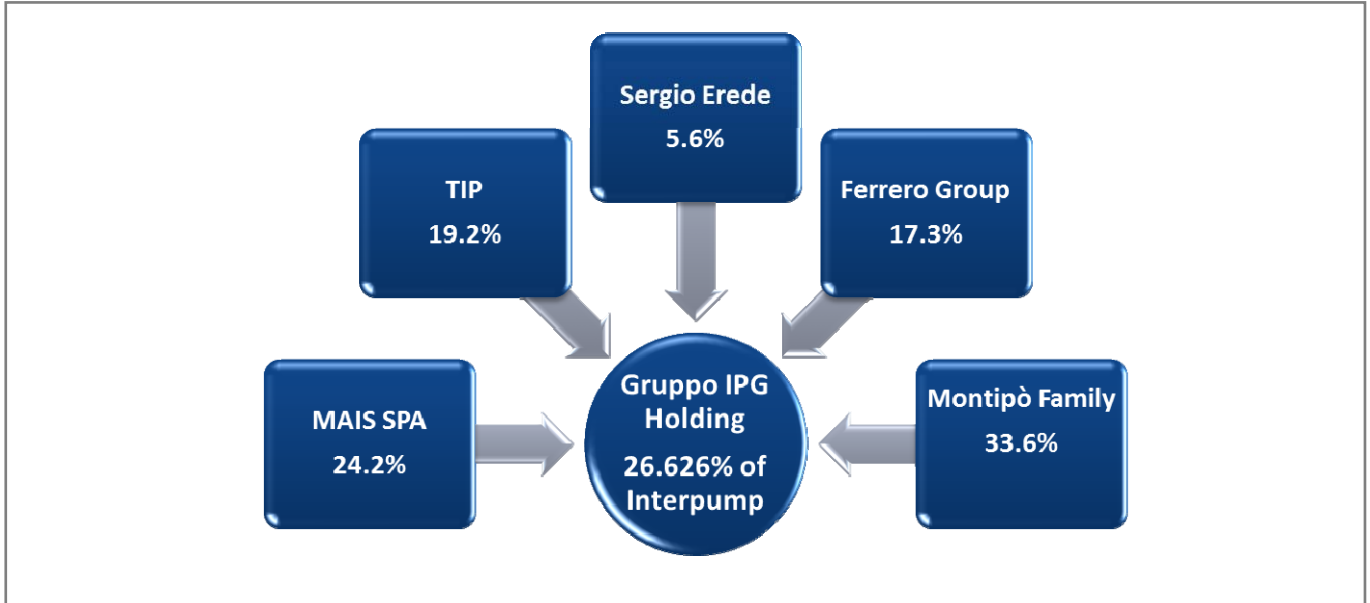 Sergio Erede
5.6%
TIP
19.2%
Ferrero Group
17.3%
MAIS SPA
24.2%
Gruppo IPG
Holding
26.626% of
Interpump
Montipò Family
33.6%